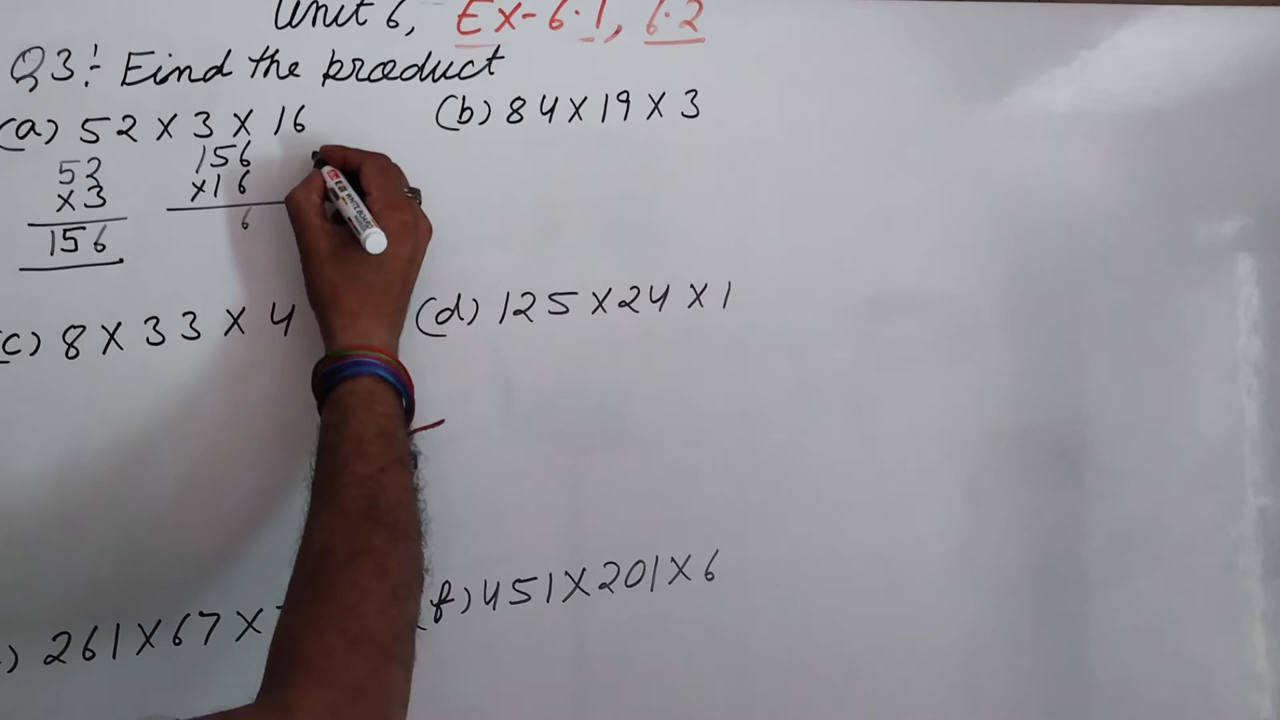 Unit 6, Ex-6.1, 6.2
Q3:- Find the product
(a) 52 X 3 X 16
52
X 3
156
156
X16
6
(b) 84 X 19 X 3
(c) 8 X 33 X 4
(d) 125 X 24 X 1
) 261 X 67 X
(f) 451 X 201 X 6